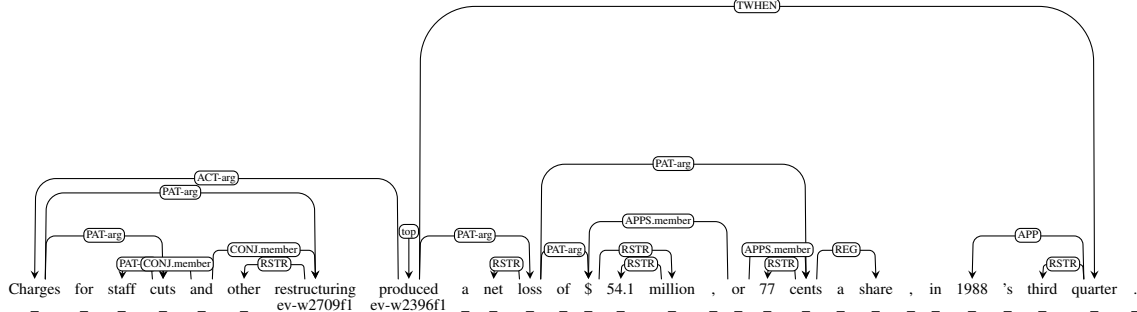 TWHEN
ACT-arg PAT-arg
PAT-arg APPS.member
top
PAT-arg PAT-arg
CONJ.member PAT-arg RSTR APPS.member REG APP
PAT- CONJ.member RSTR RSTR RSTR RSTR RSTR
Charges for staff cuts and other restructuring produced a net loss of $ 54.1 million , or 77 cents a share , in 1988 's third quarter .
_ _ _ _ _ _ ev-w2709f1 ev-w2396f1 _ _ _ _ _ _ _ _ _ _ _ _ _ _ _ _ _ _ _ _